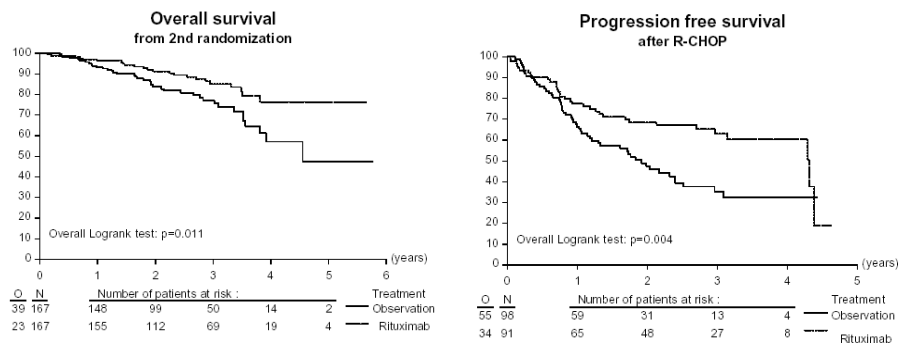 Overall survival
from 2nd randomization
100
90
80
70
60
50
40
30
20
10
0
Overall Logrank test: p=0.011
(years)
0 1 2 3 4 5 6
O N Number of patients at risk : Treatment
39 167 148 99 50 14 2 Observation
23 167 155 112 69 19 4 Rituximab
Progression free survival
after R-CHOP
100
90
80
70
60
50
40
30
20
10
0
Overall Logrank test: p=0.004
(years)
0 1 2 3 4 5
O N Number of patients at risk : Treatment
55 98 59 31 13 4 Observation
34 91 65 48 27 8 Rituximab